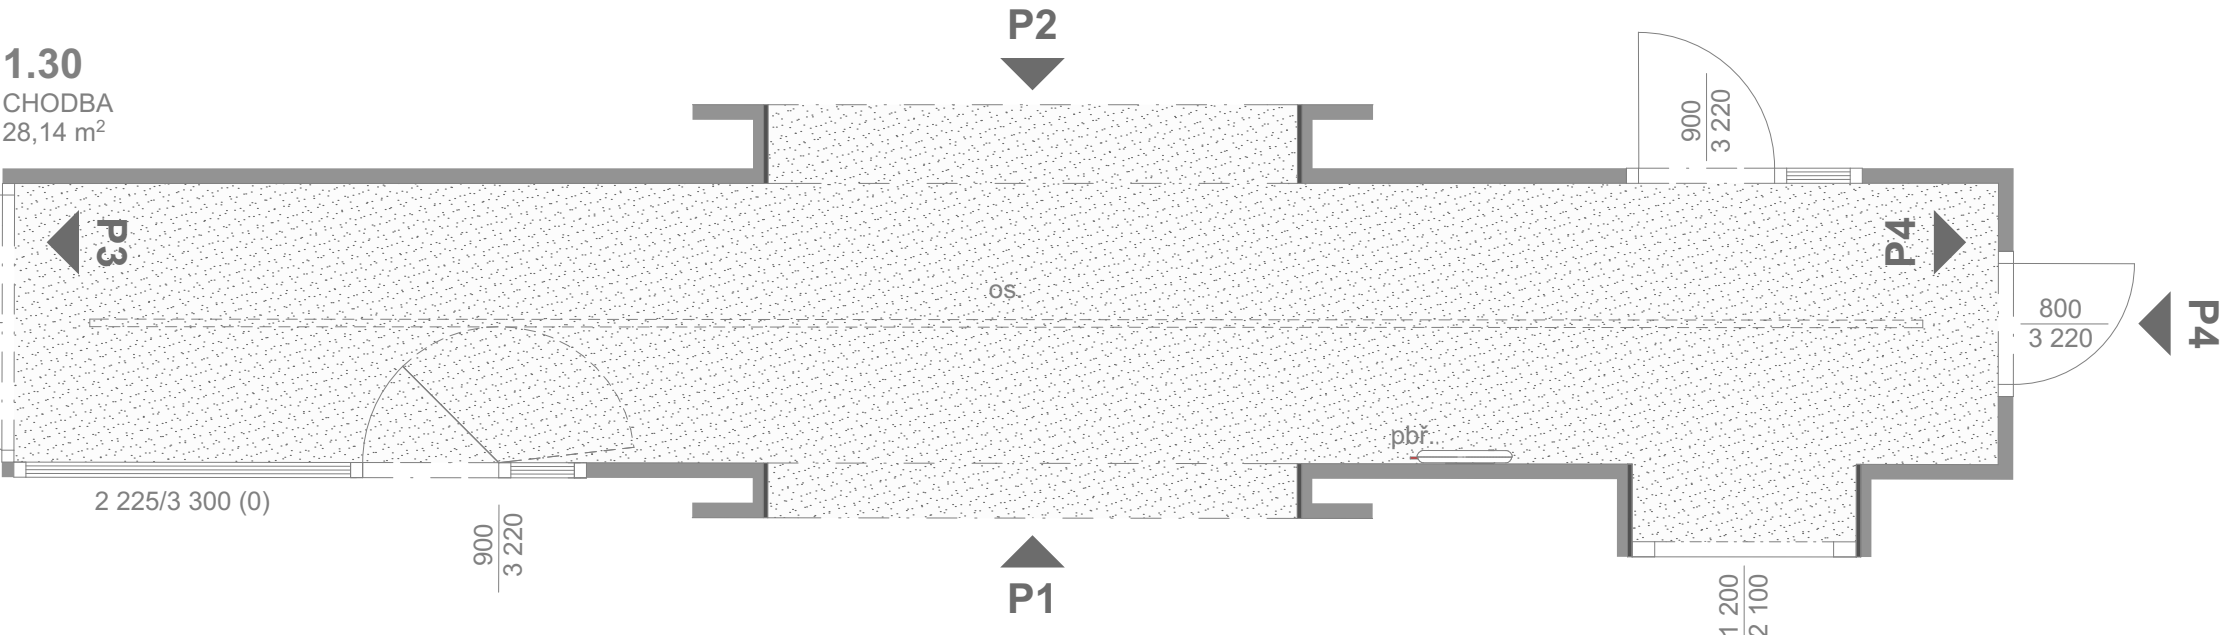 P2
1.30
CHODBA
28,14 m²
900
3 220
P3
P4
os.
800
3 220
P4
pbř.
2 225/3 300 (0)
900
3 220
P1
1 200
2 100